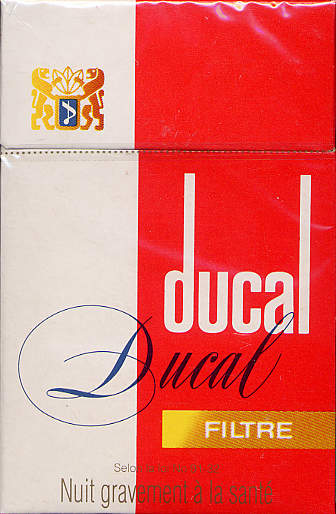 ducal
Ducal
FILTRE
Nuit gravement à la santé